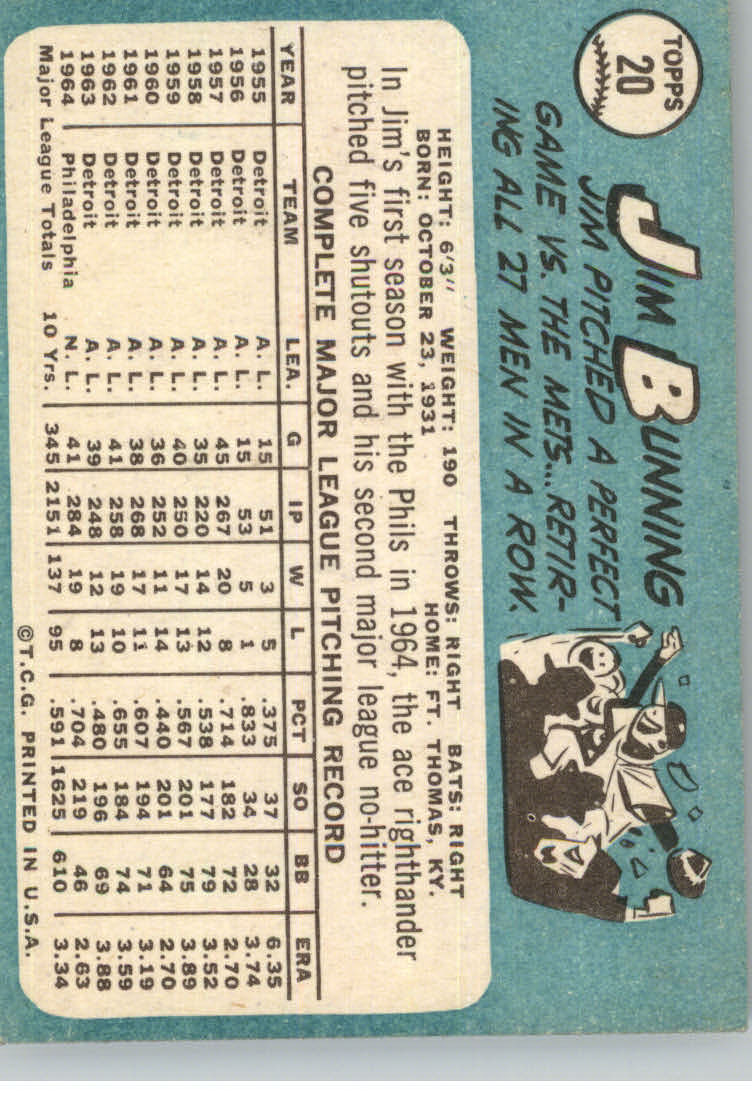 TOPPS
20
JIM BUNNING
JIM PITCHED A PERFECT
GAME VS. THE METS... RETIR-
ING ALL 27 MEN IN A ROW.
HEIGHT: 6'3" WEIGHT: 190 THROWS: RIGHT BATS: RIGHT
BORN: OCTOBER 23, 1931 HOME: FT. THOMAS, KY.
In Jim's first season with the Phils in 1964, the ace righthander
pitched five shutouts and his second major league no-hitter.
COMPLETE MAJOR LEAGUE PITCHING RECORD
YEAR TEAM LEA. G IP W L PCT SO BB ERA
1955 Detroit A. L. 15 51 3 5 .375 37 32 6.35
1956 Detroit A. L. 15 53 5 1 .833 34 28 3.74
1957 Detroit A. L. 45 267 20 8 .714 182 72 2.70
1958 Detroit A. L. 35 220 14 12 .538 177 79 3.52
1959 Detroit A. L. 40 250 17 13 .567 201 75 3.89
1960 Detroit A. L. 36 252 11 14 .440 201 64 2.70
1961 Detroit A. L. 38 268 17 11 .607 194 71 3.19
1962 Detroit A. L. 41 258 19 10 .655 184 74 3.59
1963 Detroit A. L. 39 248 12 13 .480 196 69 3.88
1964 Philadelphia N. L. 41 284 19 8 .704 219 46 2.63
Major League Totals 10 Yrs. 345 2151 137 95 .591 1625 610 3.34
©T.C.G. PRINTED IN U.S.A.